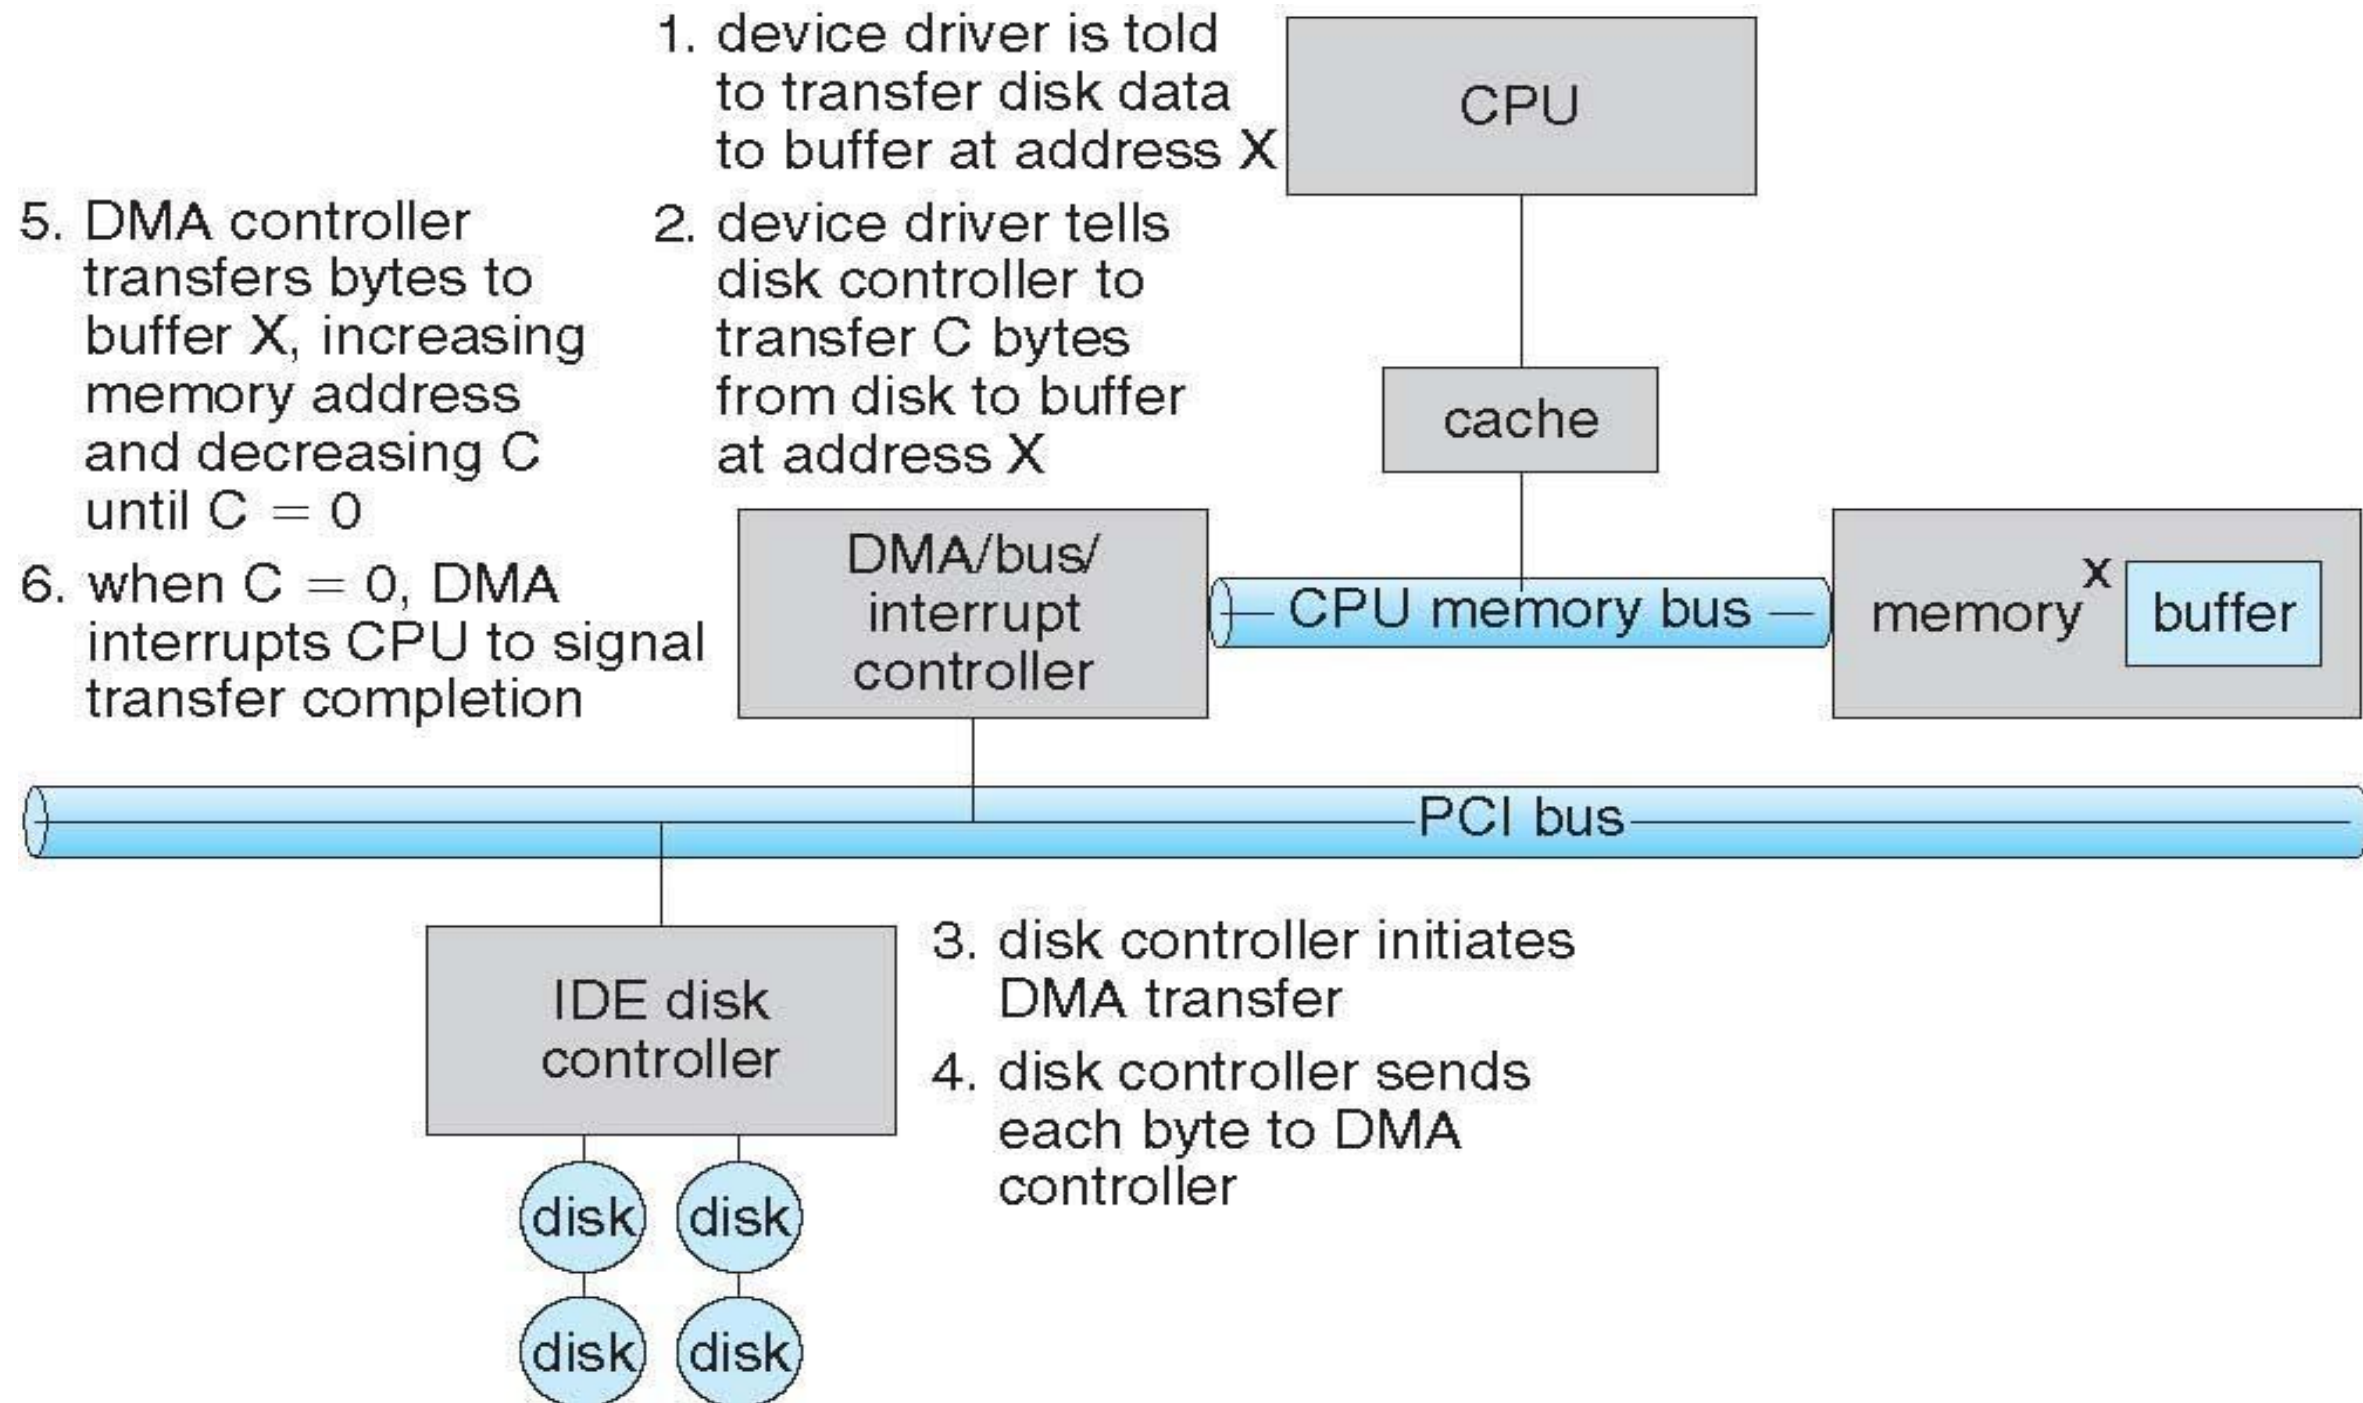 1. device driver is told
to transfer disk data
to buffer at address X
2. device driver tells
disk controller to
transfer C bytes
from disk to buffer
at address X
5. DMA controller
transfers bytes to
buffer X, increasing
memory address
and decreasing C
until C = 0
6. when C = 0, DMA
interrupts CPU to signal
transfer completion
CPU
cache
DMA/bus/
interrupt
controller
CPU memory bus
memory
X
buffer
PCI bus
IDE disk
controller
3. disk controller initiates
DMA transfer
4. disk controller sends
each byte to DMA
controller
disk
disk
disk
disk